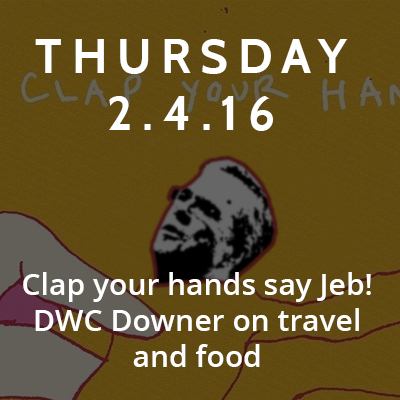 THURSDAY
CLAP YOUR HAN
2.4.16
Clap your hands say Jeb!
DWC Downer on travel
and food